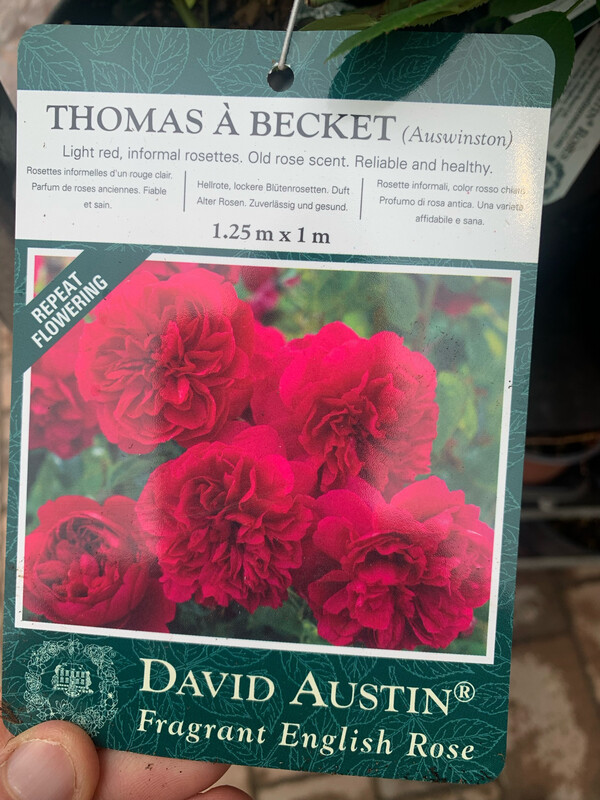 THOMAS À BECKET (Auswinston)
Light red, informal rosettes. Old rose scent. Reliable and healthy.
Rosettes informelles d'un rouge clair.
Parfum de roses anciennes. Fiable
et sain.
Hellrote, lockere Blütenrosetten. Duft
Alter Rosen. Zuverlässig und gesund.
Rosette informali, color rosso chiaro.
Profumo di rosa antica. Una varietà
affidabile e sana.
1.25 m x 1 m
REPEAT
FLOWERING
DAVID AUSTIN®
Fragrant English Rose